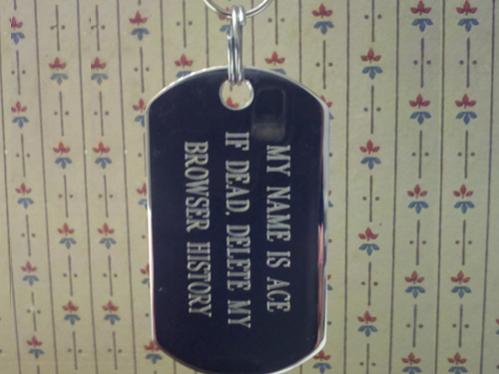 MY NAME IS ACE
IF DEAD, DELETE MY
BROWSER HISTORY